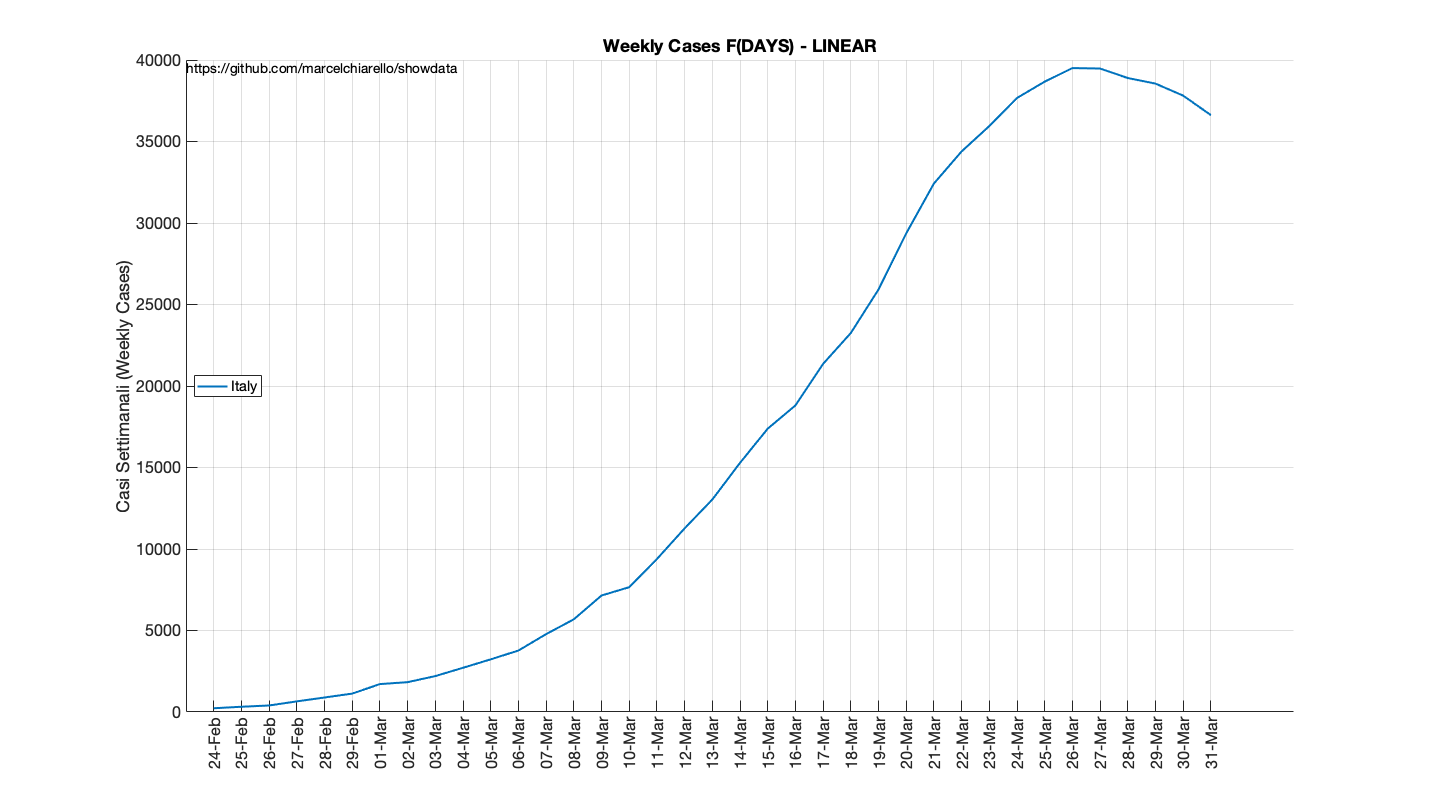 Weekly Cases F(DAYS) - LINEAR
https://github.com/marcelchiarello/showdata
Casi Settimanali (Weekly Cases)
40000
35000
30000
25000
20000
15000
10000
5000
0
Italy
24-Feb
25-Feb
26-Feb
27-Feb
28-Feb
29-Feb
01-Mar
02-Mar
03-Mar
04-Mar
05-Mar
06-Mar
07-Mar
08-Mar
09-Mar
10-Mar
11-Mar
12-Mar
13-Mar
14-Mar
15-Mar
16-Mar
17-Mar
18-Mar
19-Mar
20-Mar
21-Mar
22-Mar
23-Mar
24-Mar
25-Mar
26-Mar
27-Mar
28-Mar
29-Mar
30-Mar
31-Mar